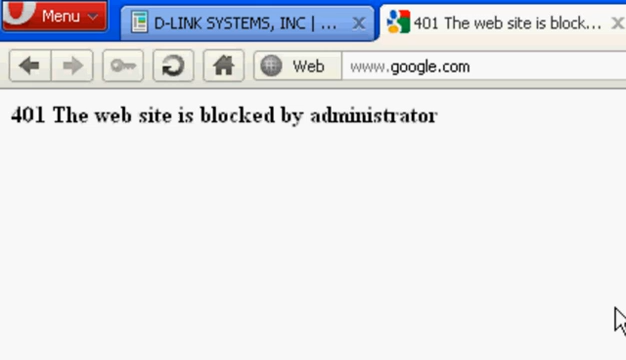 Menu
D-LINK SYSTEMS, INC | ...
401 The web site is block...
Web
www.google.com
401 The web site is blocked by administrator